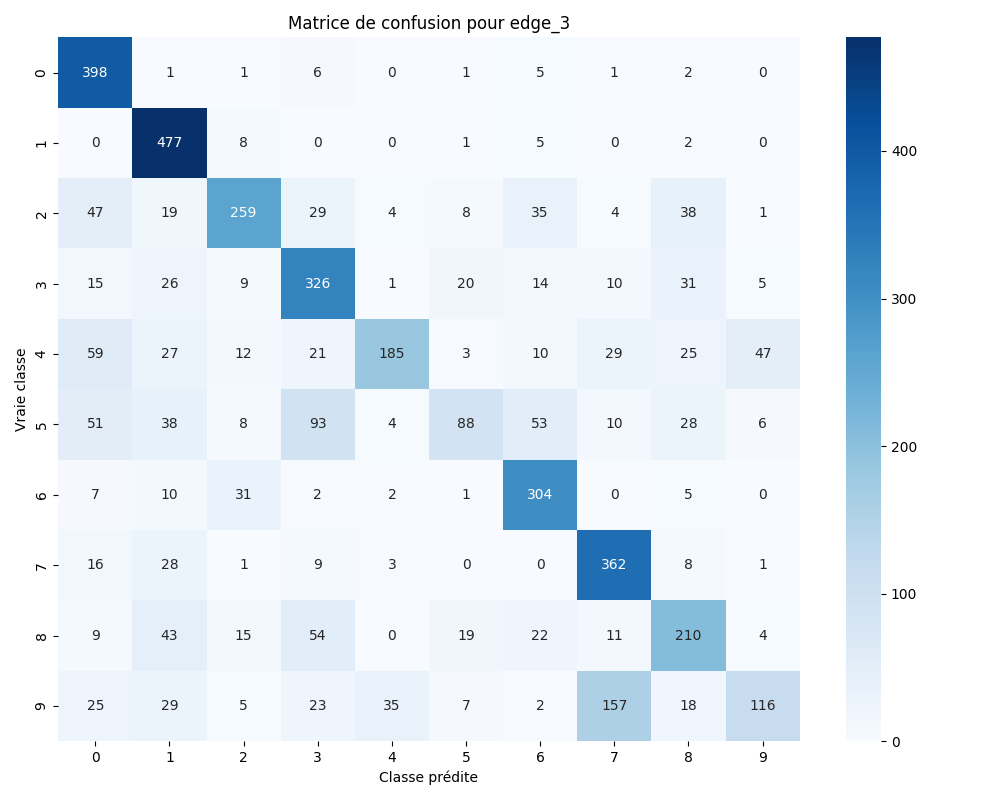 Matrice de confusion pour edge_3
0 398 1 1 6 0 1 5 1 2 0
1 0 477 8 0 0 1 5 0 2 0
2 47 19 259 29 4 8 35 4 38 1
3 15 26 9 326 1 20 14 10 31 5
4 59 27 12 21 185 3 10 29 25 47
5 51 38 8 93 4 88 53 10 28 6
6 7 10 31 2 2 1 304 0 5 0
7 16 28 1 9 3 0 0 362 8 1
8 9 43 15 54 0 19 22 11 210 4
9 25 29 5 23 35 7 2 157 18 116
0 1 2 3 4 5 6 7 8 9
Classe prédite
Vraie classe
400
300
200
100
0